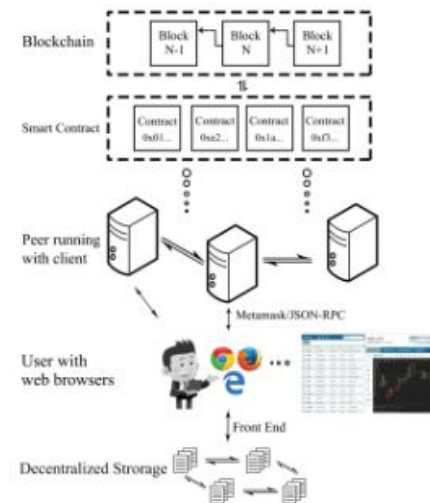 Blockchain
Block
N-1
Block
N
Block
N+1
Smart Contract
Contract
0x01...
Contract
0xe2...
Contract
0x1a...
Contract
0xf3...
Peer running
with client
Metamask/JSON-RPC
User with
web browsers
Front End
Decentralized Strorage